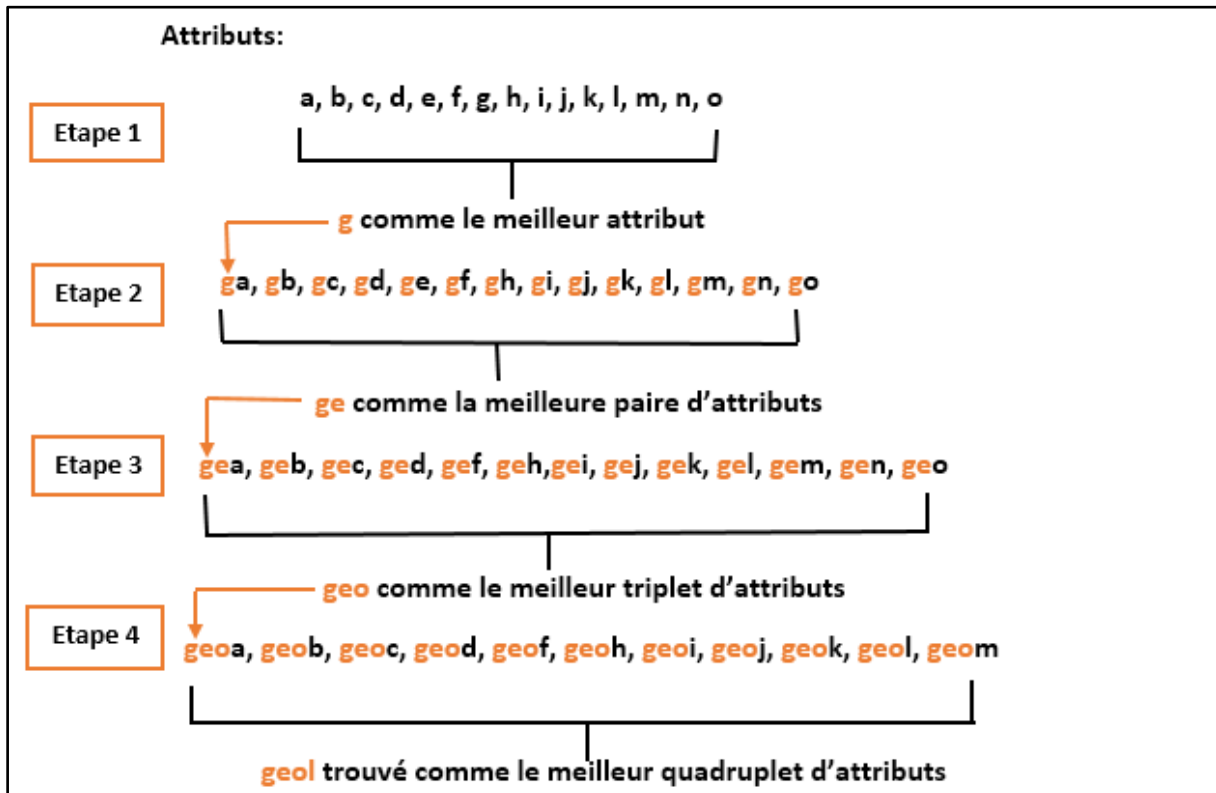 Attributs:
a, b, c, d, e, f, g, h, i, j, k, l, m, n, o
Etape 1
g comme le meilleur attribut
Etape 2
ga, gb, gc, gd, ge, gf, gh, gi, gj, gk, gl, gm, gn, go
ge comme la meilleure paire d’attributs
Etape 3
gea, geb, gec, ged, gef, geh,gei, gej, gek, gel, gem, gen, geo
geo comme le meilleur triplet d’attributs
Etape 4
geoa, geob, geoc, geod, geof, geoh, geoi, geoj, geok, geol, geom
geol trouvé comme le meilleur quadruplet d’attributs